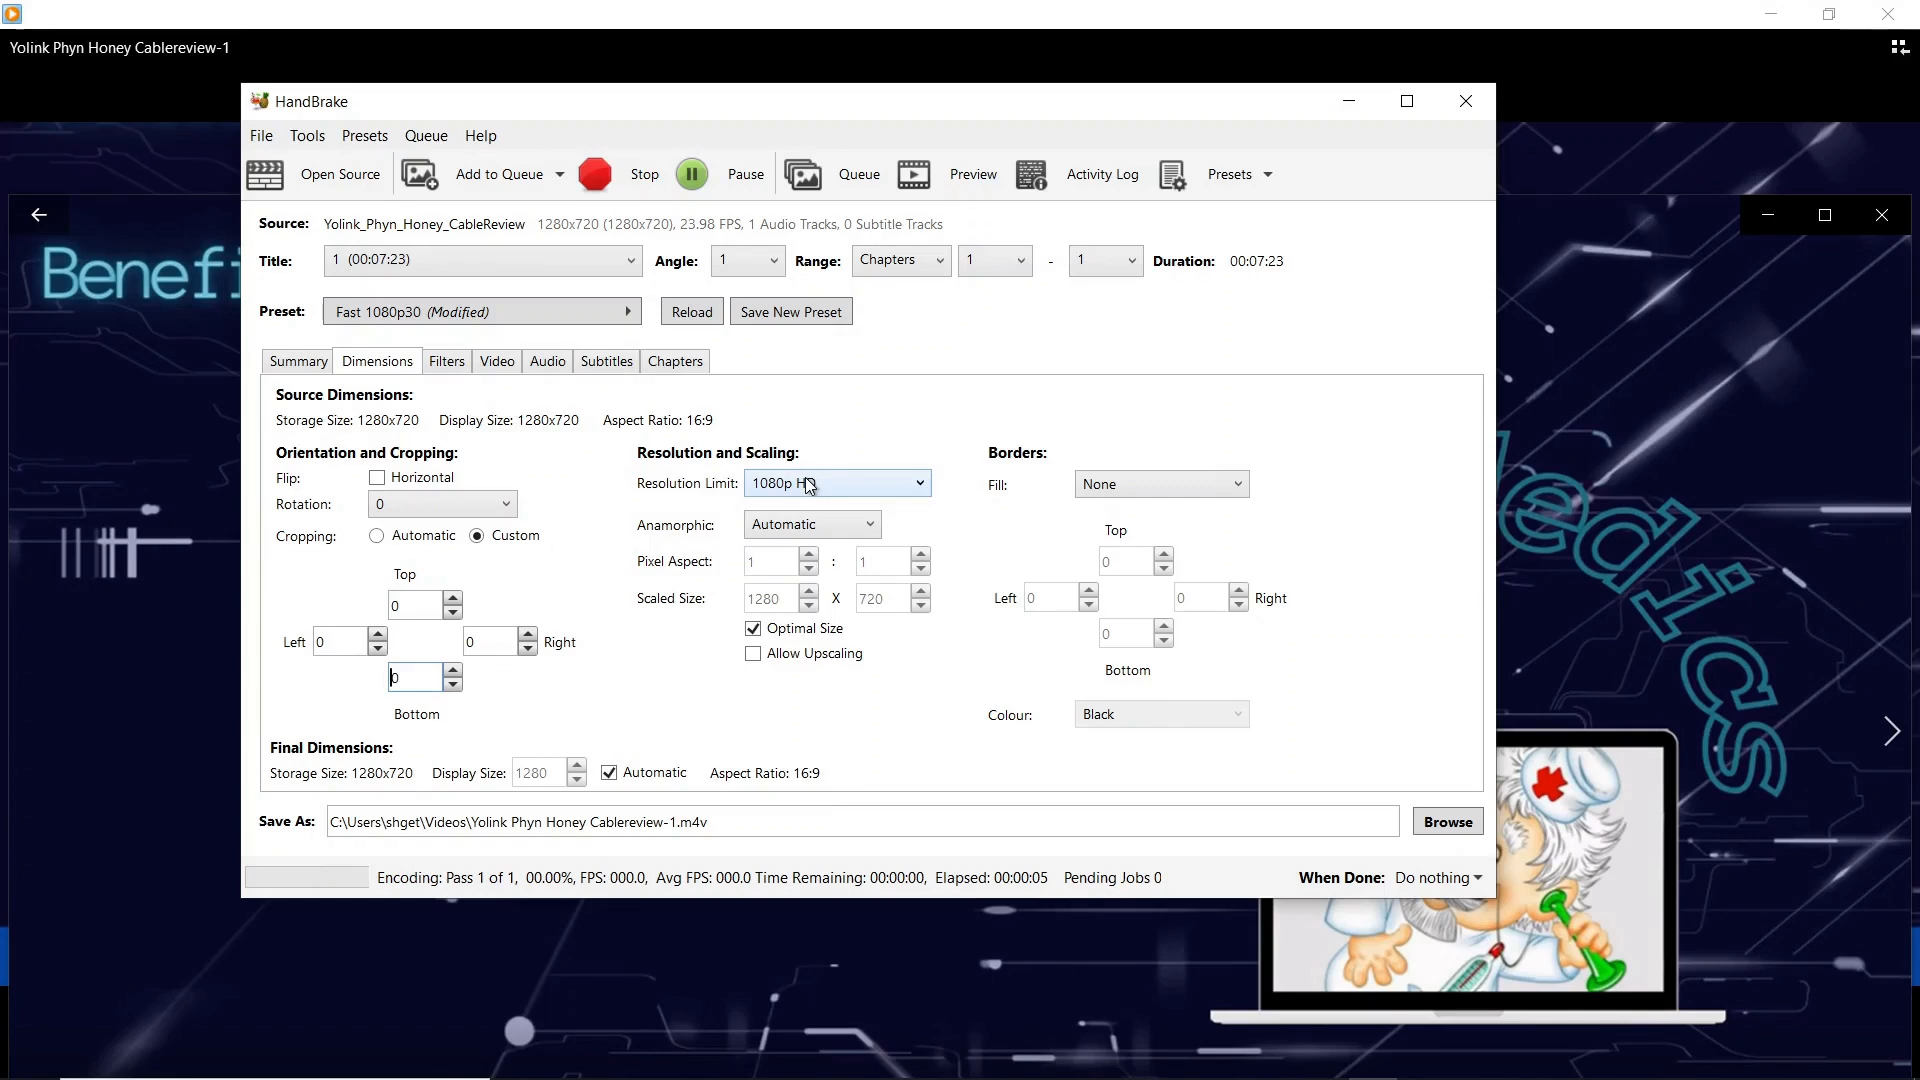 Yolink Phyn Honey Cablereview-1
HandBrake
File Tools Presets Queue Help
Open Source Add to Queue Stop Pause Queue Preview Activity Log Presets
Source: Yolink_Phyn_Honey_CableReview 1280x720 (1280x720), 23.98 FPS, 1 Audio Tracks, 0 Subtitle Tracks
Title: 1 (00:07:23) Angle: 1 Range: Chapters 1 - 1 Duration: 00:07:23
Benefi
Preset: Fast 1080p30 (Modified) Reload Save New Preset
Summary Dimensions Filters Video Audio Subtitles Chapters
Source Dimensions:
Storage Size: 1280x720 Display Size: 1280x720 Aspect Ratio: 16:9
Orientation and Cropping: Resolution and Scaling: Borders:
Flip: Horizontal Resolution Limit: 1080p HD Fill: None
Rotation: 0 Anamorphic: Automatic
Cropping: Automatic Custom Top
Pixel Aspect: 1 : 1 0
Top
0 Scaled Size: 1280 X 720 Left 0 0 Right
Optimal Size
Left 0 0 Right Allow Upscaling 0
0 Bottom
Bottom Colour: Black
Final Dimensions:
Storage Size: 1280x720 Display Size: 1280 Automatic Aspect Ratio: 16:9
Save As: C:\Users\shget\Videos\Yolink Phyn Honey Cablereview-1.m4v Browse
Encoding: Pass 1 of 1, 00.00%, FPS: 000.0, Avg FPS: 000.0 Time Remaining: 00:00:00, Elapsed: 00:00:05 Pending Jobs 0 When Done: Do nothing